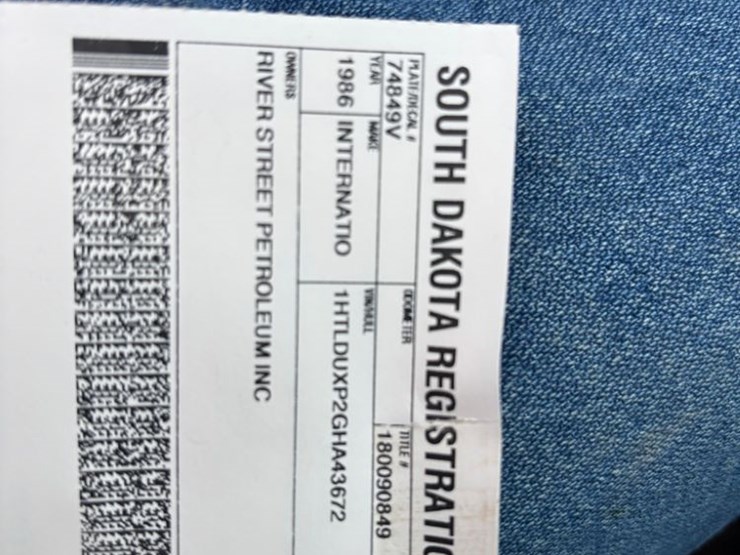 SOUTH DAKOTA REGISTRATIO
PLATE/DECAL # ODOMETER TITLE #
74849V 180090849
YEAR MAKE VIN/HULL
1986 INTERNATIO 1HTLDUXP2GHA43672
OWNERS
RIVER STREET PETROLEUM INC